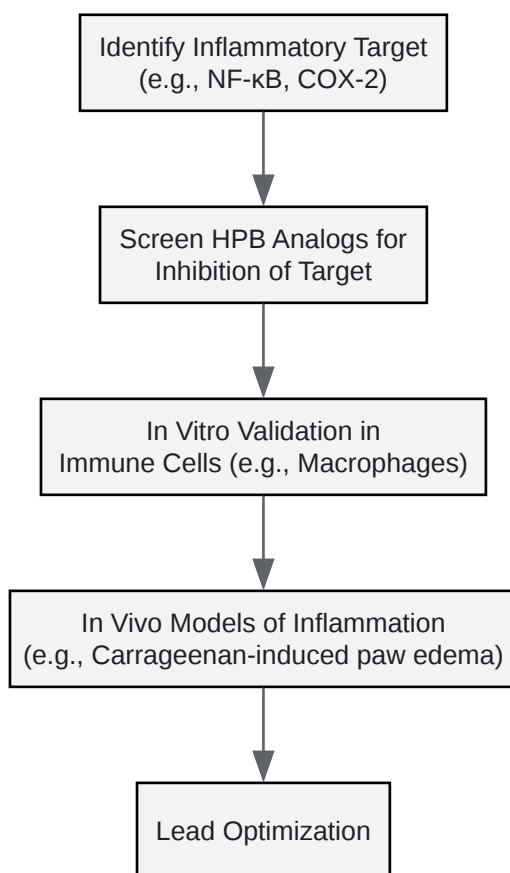 Identify Inflammatory Target
(e.g., NF-κB, COX-2)
Screen HPB Analogs for
Inhibition of Target
In Vitro Validation in
Immune Cells (e.g., Macrophages)
In Vivo Models of Inflammation
(e.g., Carrageenan-induced paw edema)
Lead Optimization